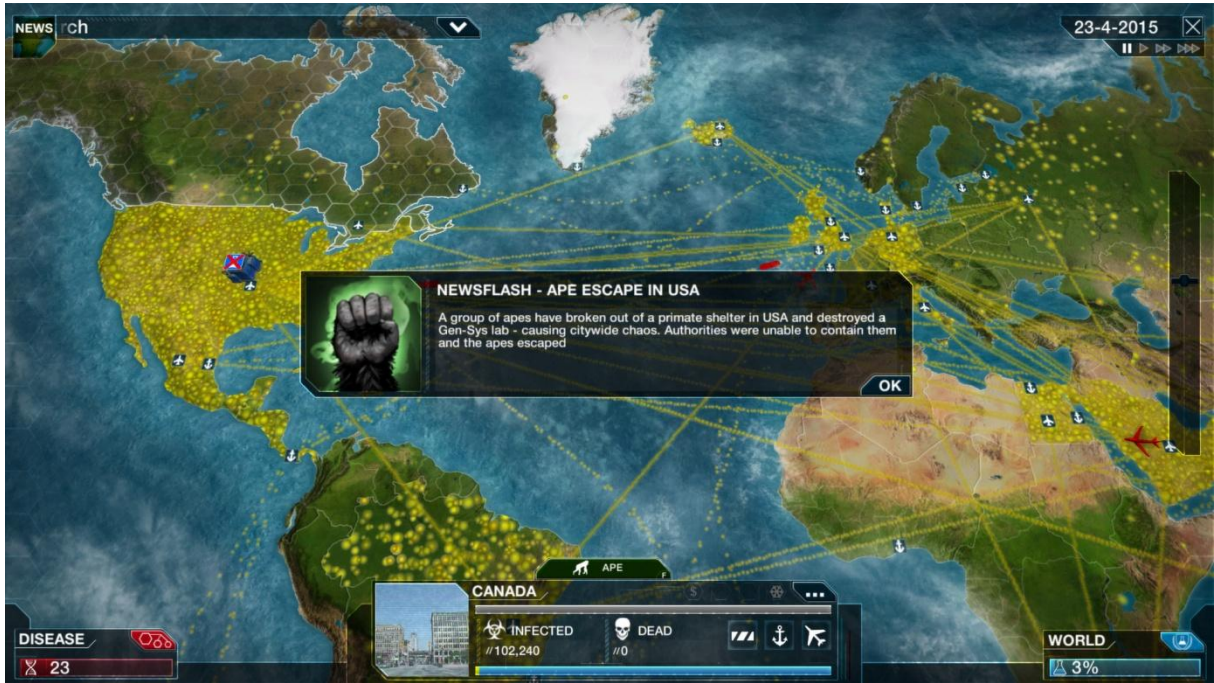 NEWS rch
23-4-2015
NEWSFLASH - APE ESCAPE IN USA
A group of apes have broken out of a primate shelter in USA and destroyed a
Gen-Sys lab - causing citywide chaos. Authorities were unable to contain them
and the apes escaped
OK
APE
F
CANADA
$
...
INFECTED
//102,240
DEAD
//0
DISEASE
23
WORLD
3%